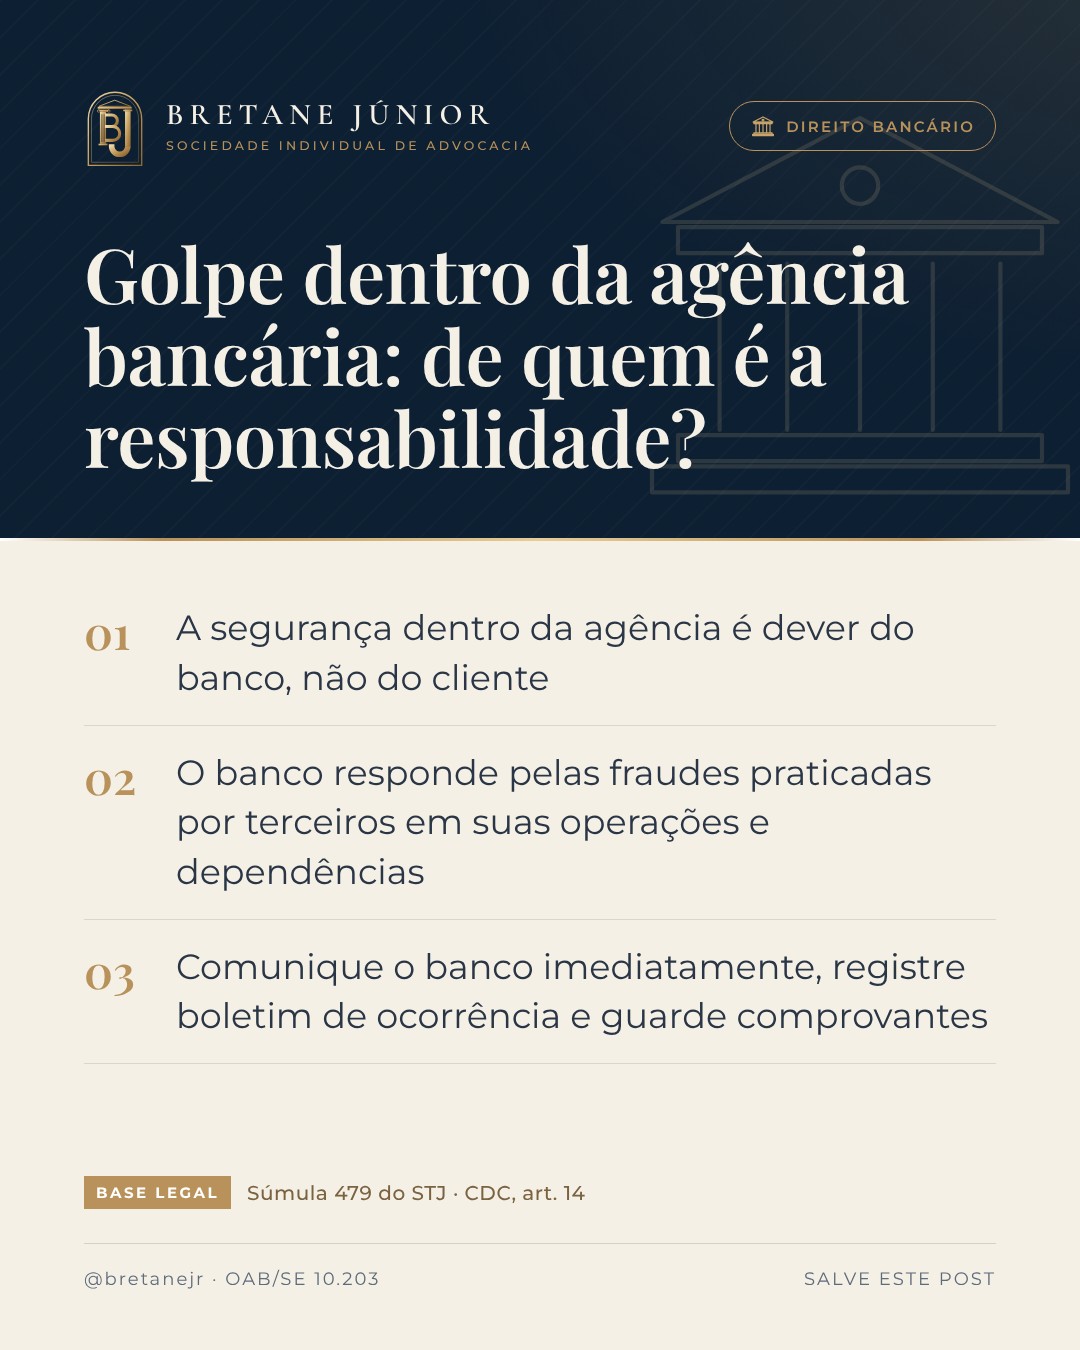 BJ
BRETANE JÚNIOR
SOCIEDADE INDIVIDUAL DE ADVOCACIA
DIREITO BANCÁRIO
Golpe dentro da agência
bancária: de quem é a
responsabilidade?
01
A segurança dentro da agência é dever do
banco, não do cliente
02
O banco responde pelas fraudes praticadas
por terceiros em suas operações e
dependências
03
Comunique o banco imediatamente, registre
boletim de ocorrência e guarde comprovantes
BASE LEGAL
Súmula 479 do STJ · CDC, art. 14
@bretanejr · OAB/SE 10.203
SALVE ESTE POST